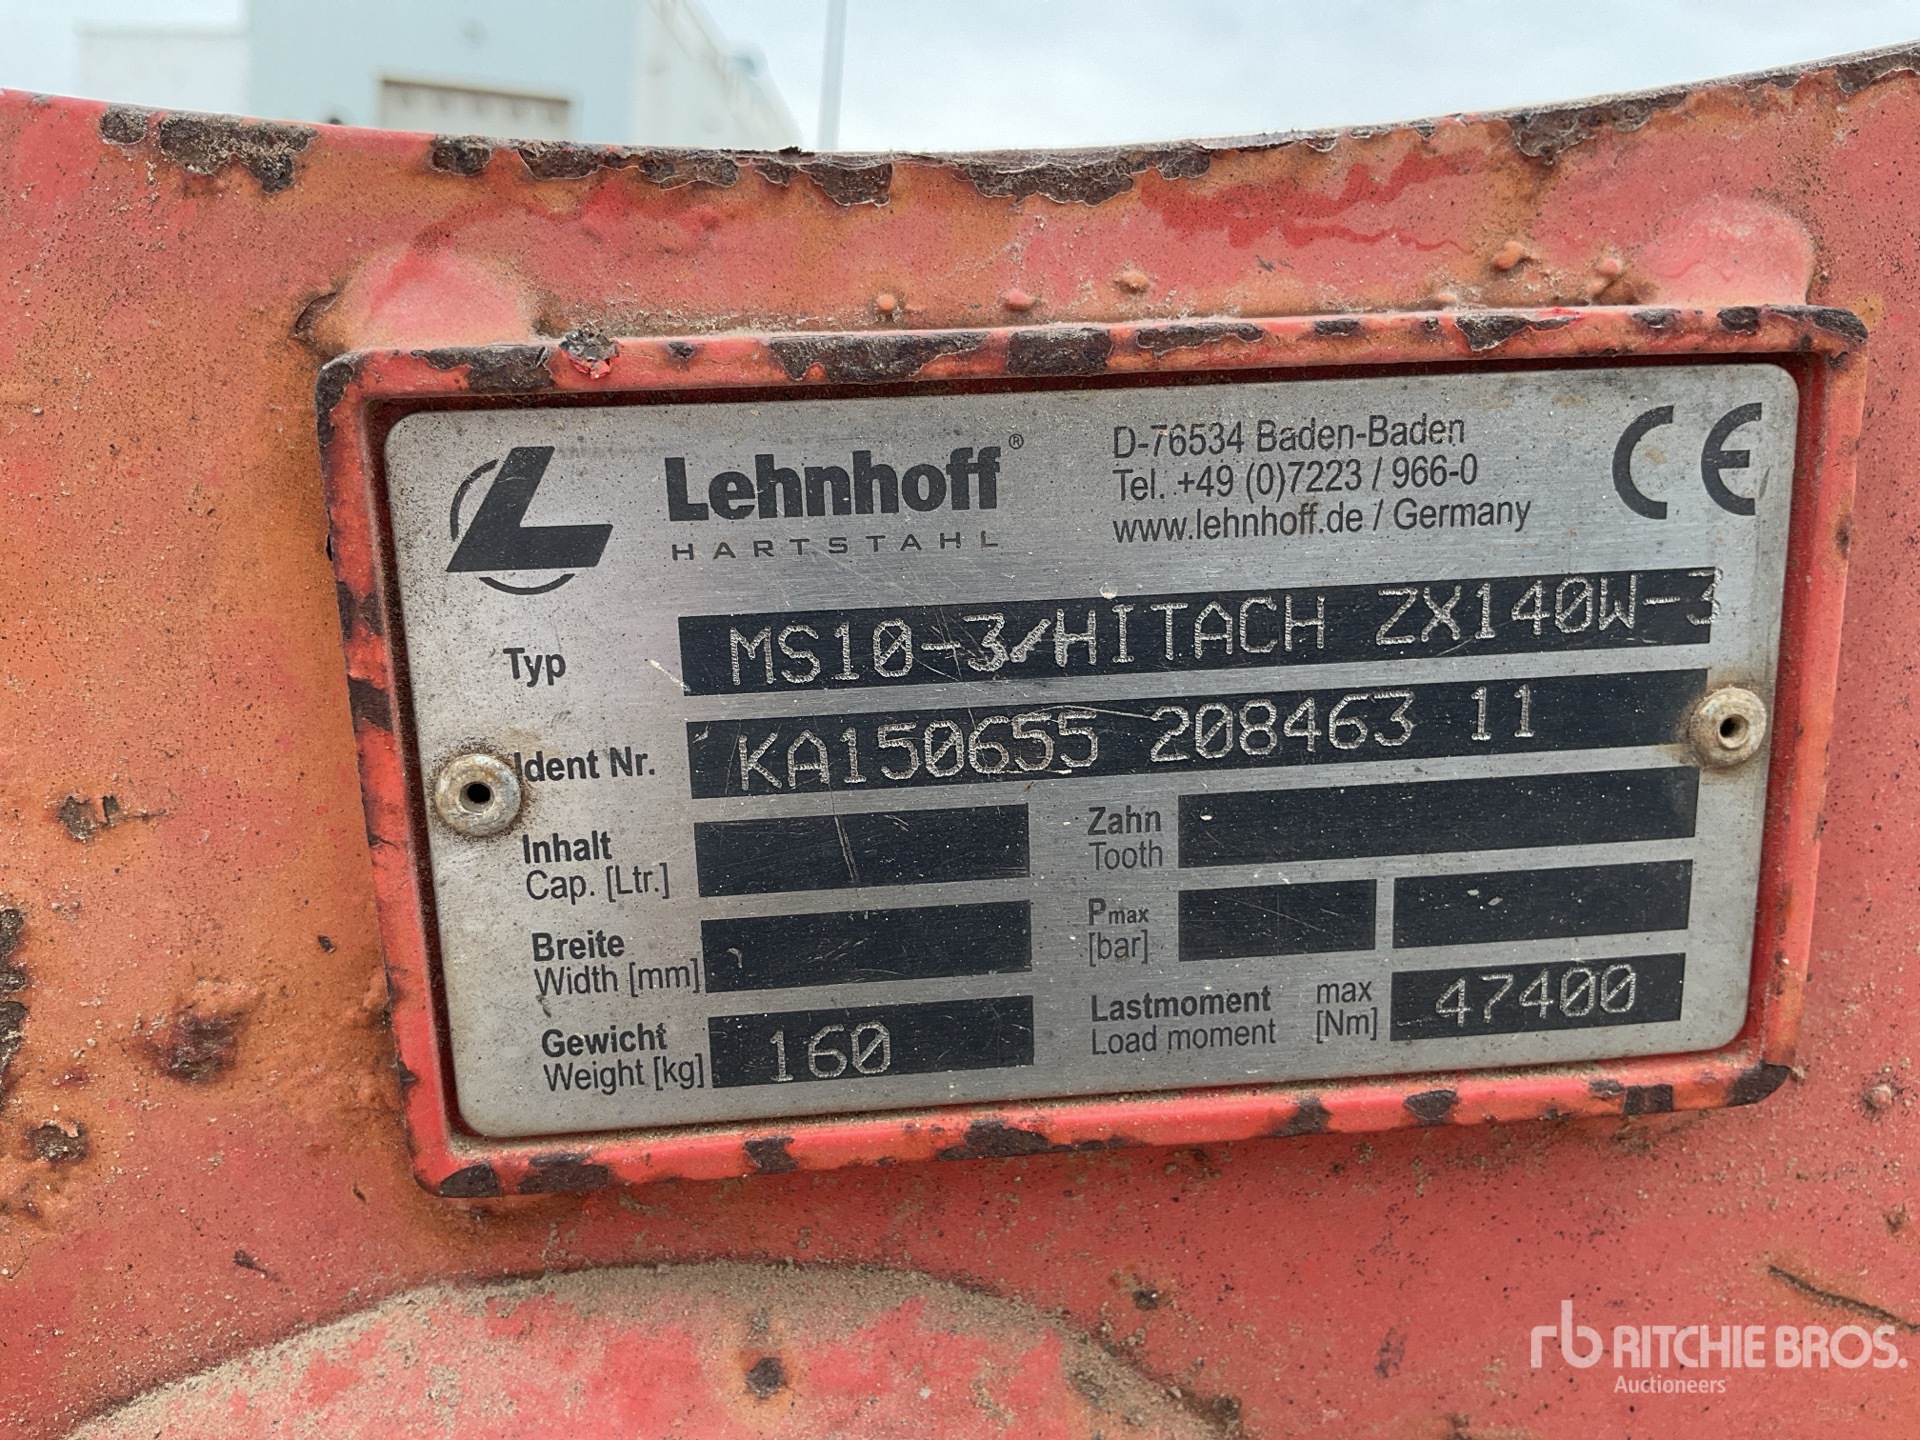 Lehnhoff®
HARTSTAHL
D-76534 Baden-Baden
Tel. +49 (0)7223 / 966-0
www.lehnhoff.de / Germany
CE
Typ MS10-3/HITACH ZX140W-3
Ident Nr. KA150655 208463 11
Inhalt
Cap. [Ltr.]
Zahn
Tooth
Breite
Width [mm]
Pmax
[bar]
Gewicht
Weight [kg] 160
Lastmoment max
Load moment [Nm] 47400
rb RITCHIE BROS.
Auctioneers